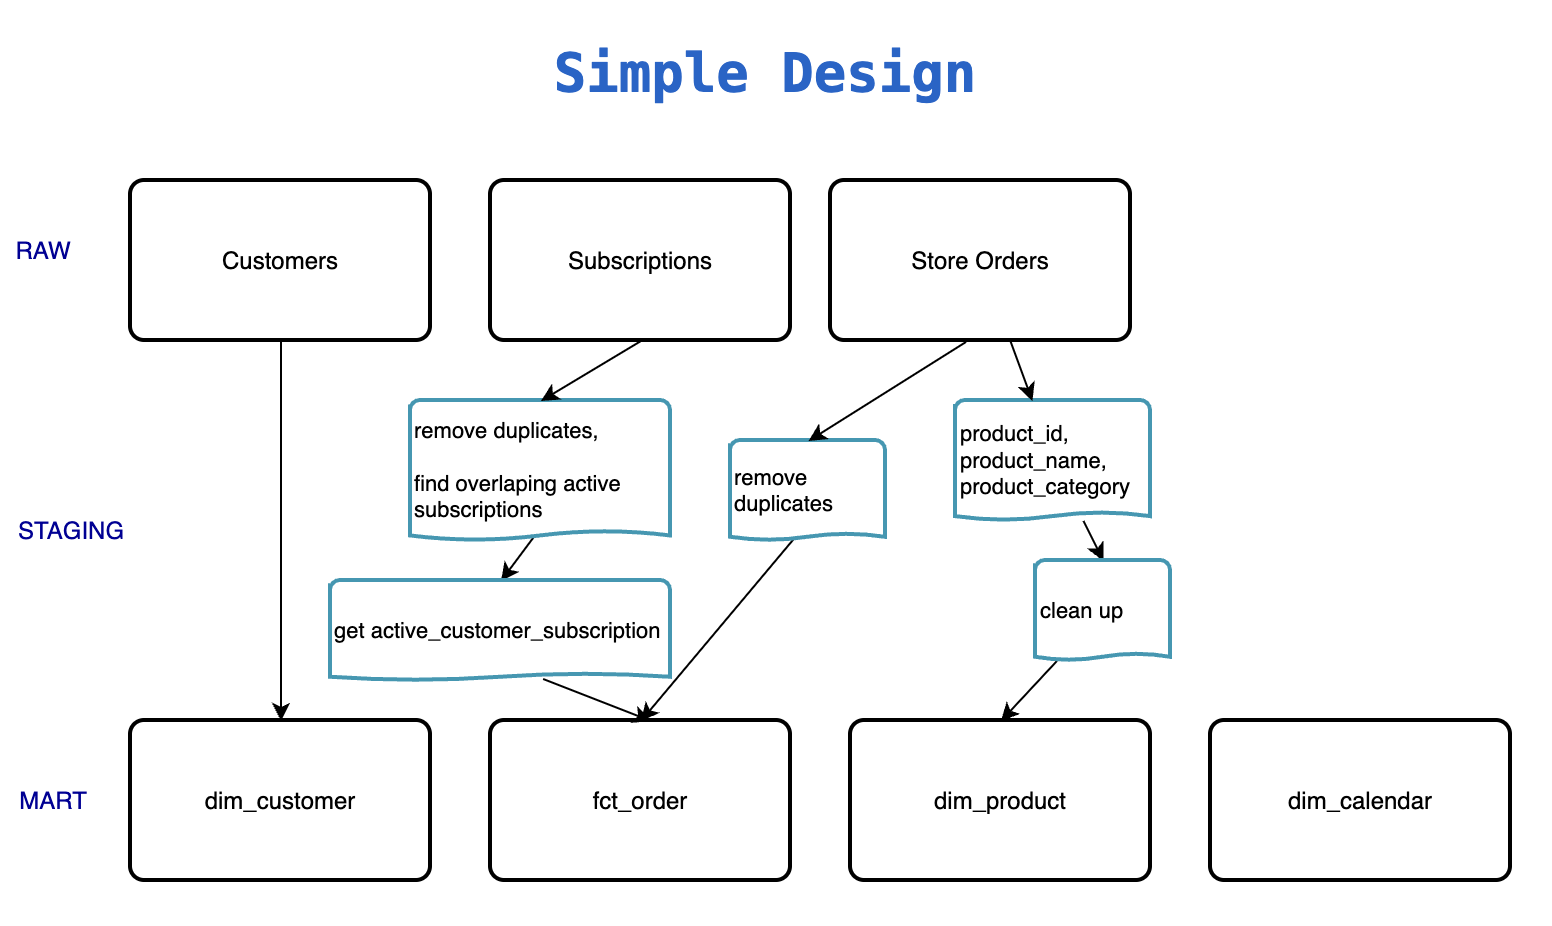 Simple Design
RAW
Customers
Subscriptions
Store Orders
STAGING
remove duplicates,
find overlaping active
subscriptions
remove
duplicates
product_id,
product_name,
product_category
get active_customer_subscription
clean up
MART
dim_customer
fct_order
dim_product
dim_calendar